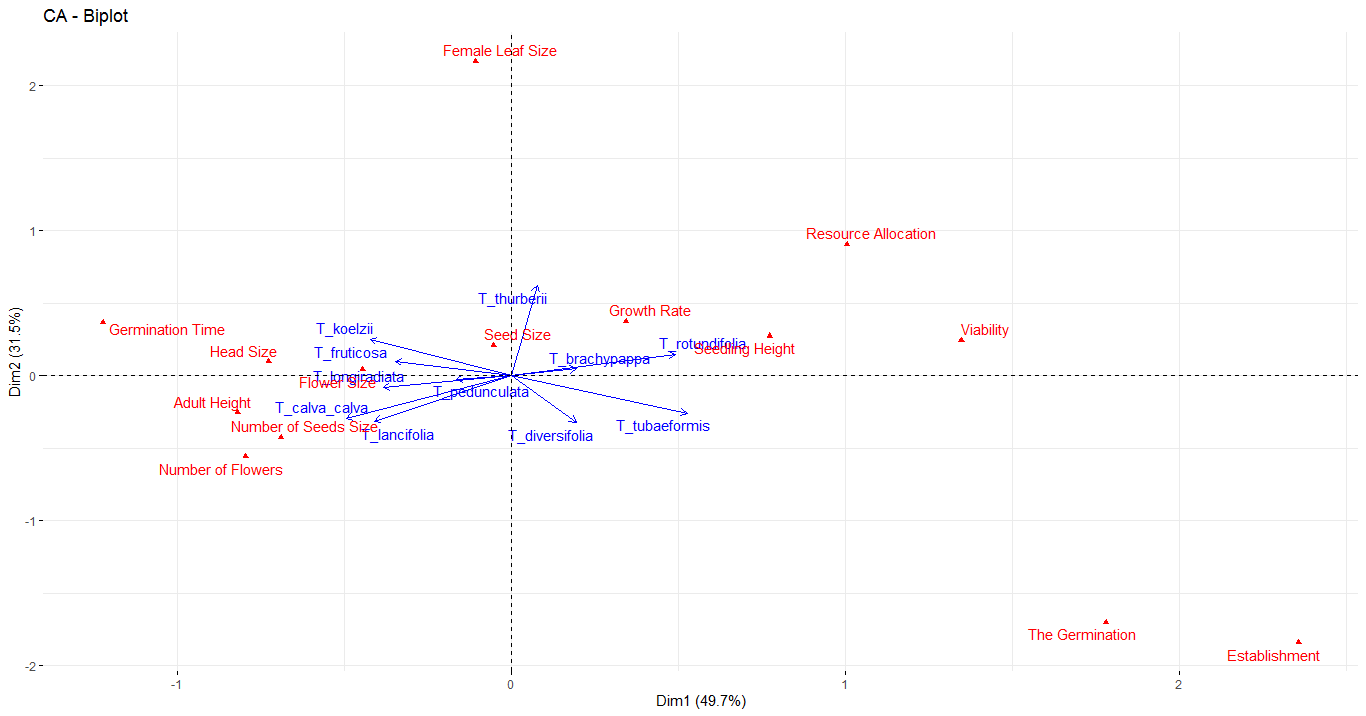 CA - Biplot
Female Leaf Size
2
Resource Allocation
1
T_thurberii
Growth Rate
Germination Time
T_koelzii
Seed Size
Viability
T_rotundifolia
Seedling Height
Head Size
T_fruticosa
T_brachypappa
0
T_longiradiata
Flower Size
T_pedunculata
Adult Height
T_calva_calva
Number of Seeds Size
T_lancifolia
T_diversifolia
T_tubaeformis
Number of Flowers
-1
The Germination
Establishment
-2
-1
0
1
2
Dim1 (49.7%)
Dim2 (31.5%)